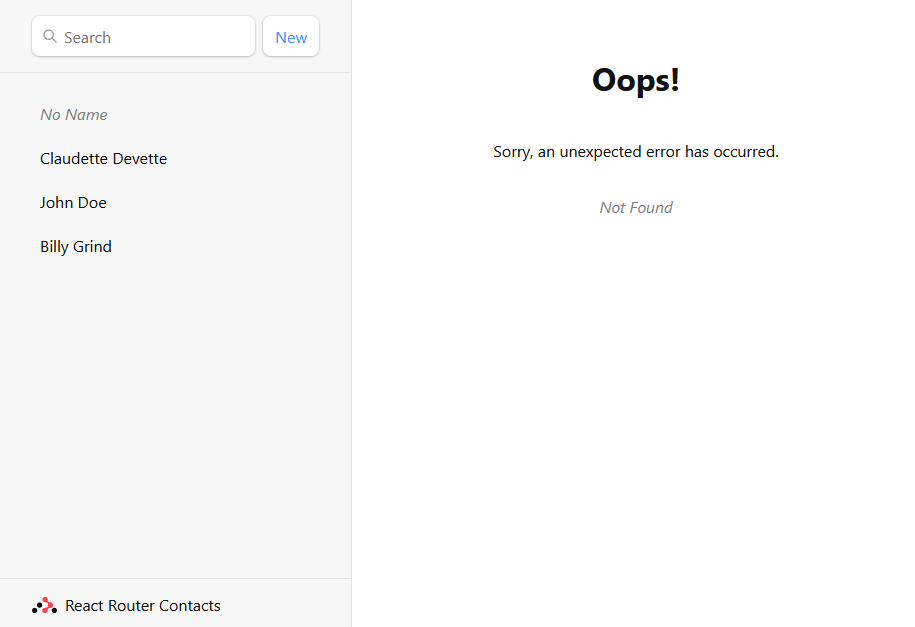 Search
New
No Name
Claudette Devette
John Doe
Billy Grind
React Router Contacts
Oops!
Sorry, an unexpected error has occurred.
Not Found